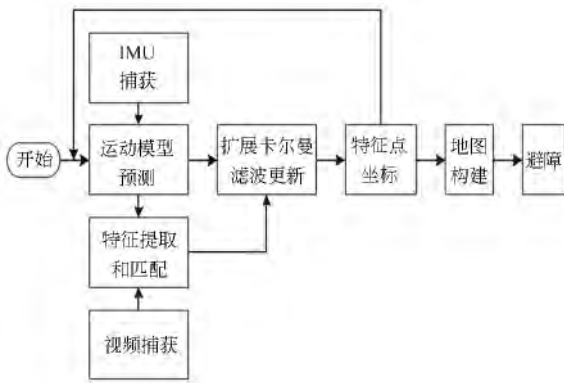 IMU
捕获
开始
运动模型
预测
扩展卡尔曼
滤波更新
特征点
坐标
地图
构建
避障
特征提取
和匹配
视频捕获